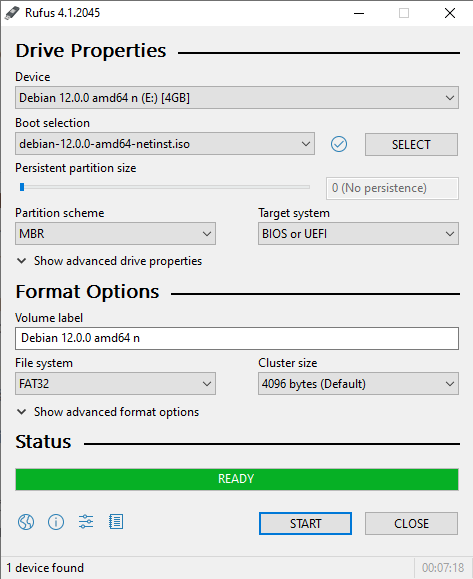 Rufus 4.1.2045
Drive Properties
Device
Debian 12.0.0 amd64 n (E:) [4GB]
Boot selection
debian-12.0.0-amd64-netinst.iso
SELECT
Persistent partition size
0 (No persistence)
Partition scheme
Target system
MBR
BIOS or UEFI
Show advanced drive properties
Format Options
Volume label
Debian 12.0.0 amd64 n
File system
Cluster size
FAT32
4096 bytes (Default)
Show advanced format options
Status
READY
START
CLOSE
1 device found
00:07:18